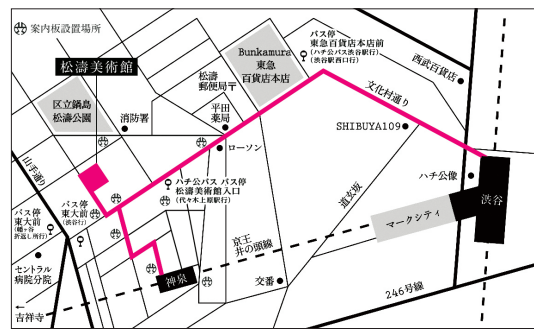 案内板設置場所
松濤美術館
区立鍋島
松濤公園
消防署
松濤
郵便局〒
平田
薬局
Bunkamura
東急
百貨店本店
バス停
東急百貨店本店前
(ハチ公バス渋谷駅行)
(渋谷駅西口行)
西武百貨店
文化村通り
SHIBUYA109
ローソン
ハチ公像
渋谷
山手通り
ハチ公バス バス停
松濤美術館入口
(代々木上原駅行)
道玄坂
マークシティ
バス停
東大前
(渋谷行)
バス停
東大前
(幡ヶ谷
折返し所行)
京王
井の頭線
神泉
交番
セントラル
病院分院
246号線
←
吉祥寺